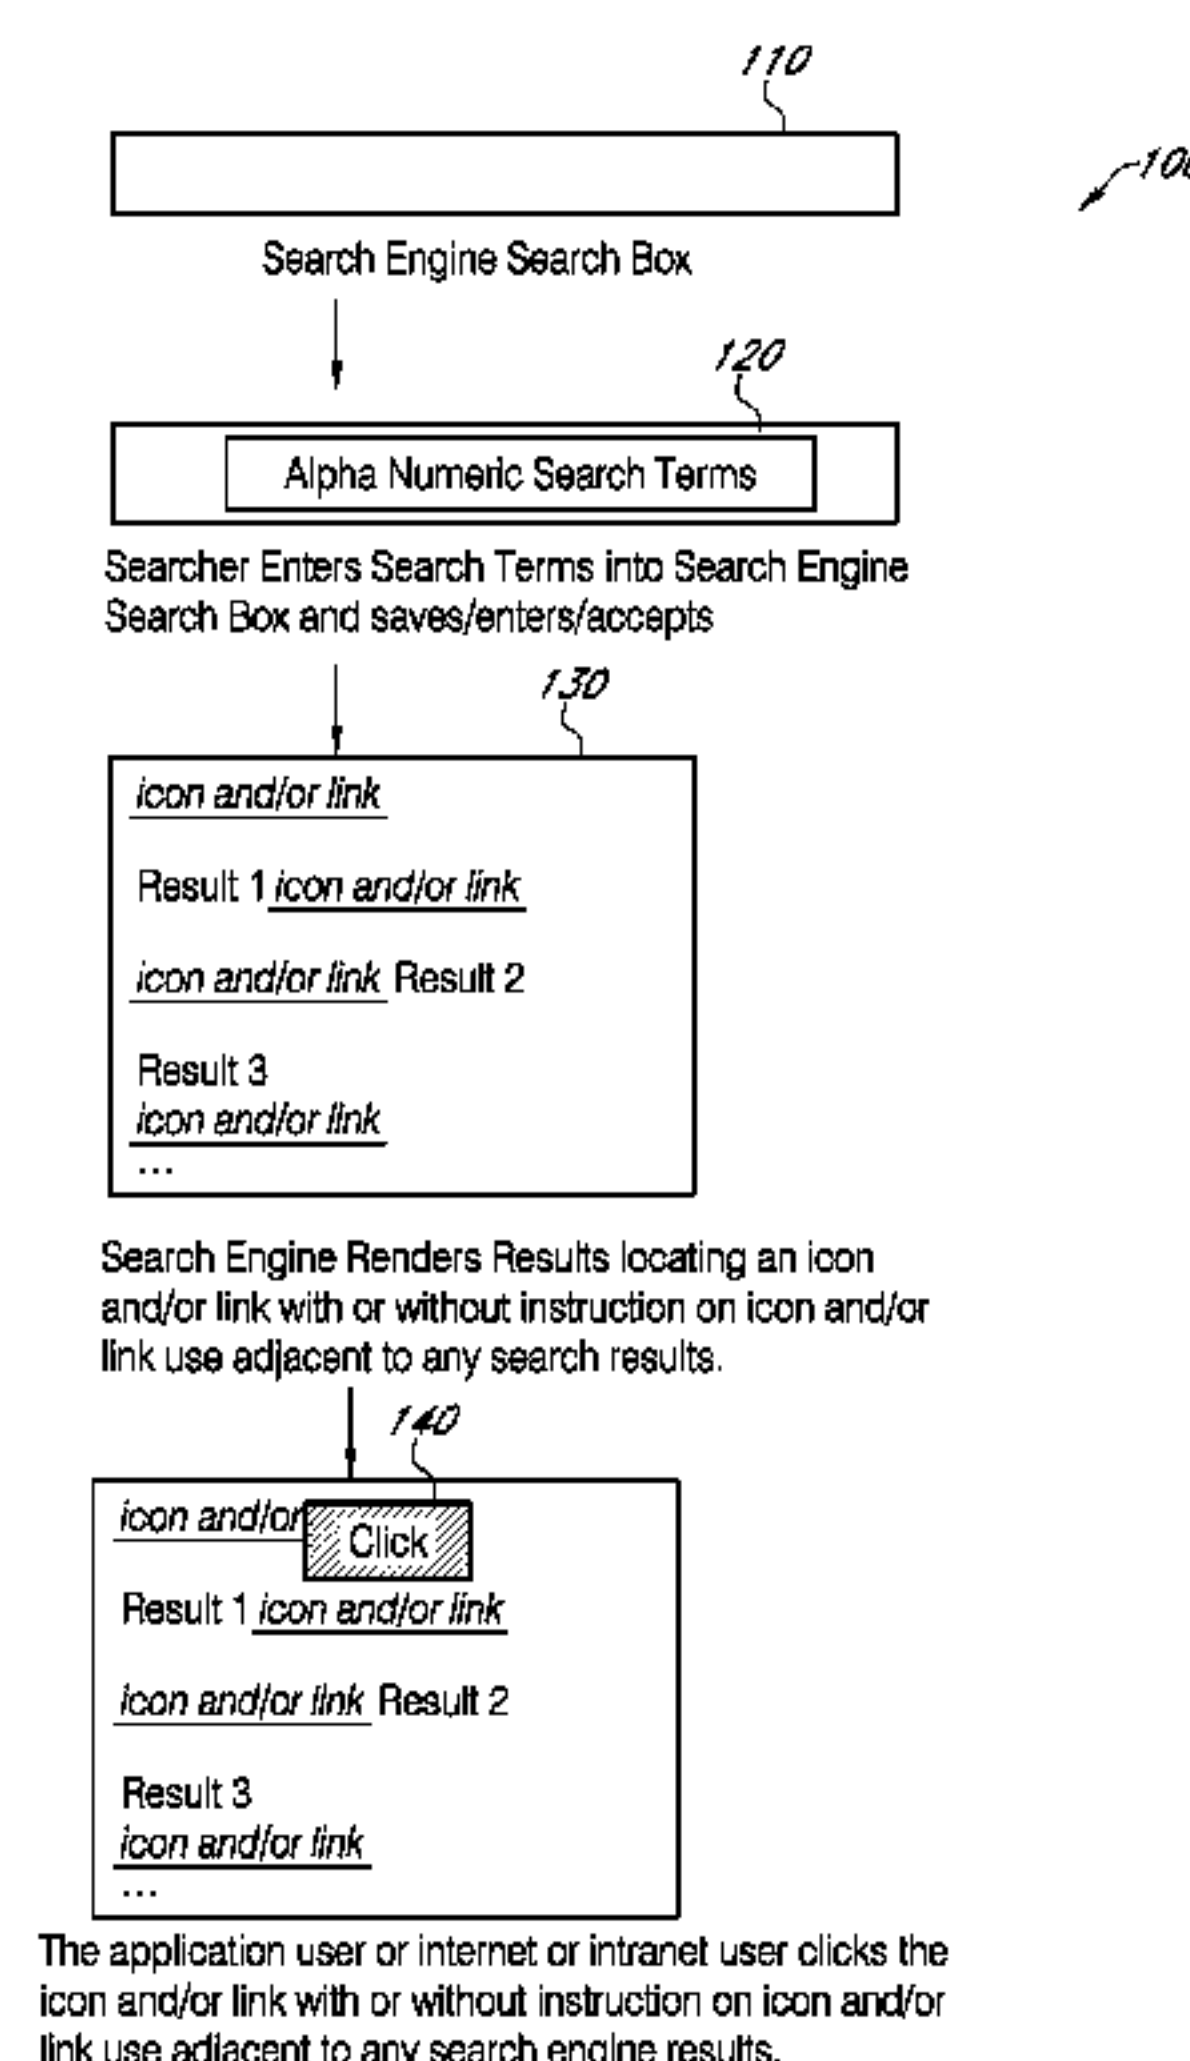 110
100
Search Engine Search Box
120
Alpha Numeric Search Terms
Searcher Enters Search Terms into Search Engine
Search Box and saves/enters/accepts
130
icon and/or link
Result 1 icon and/or link
icon and/or link Result 2
Result 3
icon and/or link
...
Search Engine Renders Results locating an icon
and/or link with or without instruction on icon and/or
link use adjacent to any search results.
140
icon and/or
Click
Result 1 icon and/or link
icon and/or link Result 2
Result 3
icon and/or link
...
The application user or internet or intranet user clicks the
icon and/or link with or without instruction on icon and/or
link use adjacent to any search engine results.